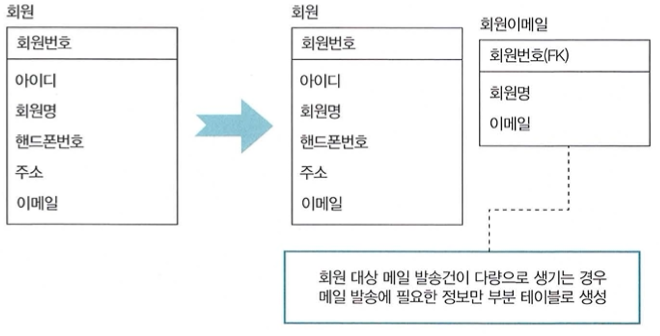 회원
회원번호
아이디
회원명
핸드폰번호
주소
이메일
회원
회원번호
아이디
회원명
핸드폰번호
주소
이메일
회원이메일
회원번호(FK)
회원명
이메일
회원 대상 메일 발송건이 다량으로 생기는 경우
메일 발송에 필요한 정보만 부분 테이블로 생성